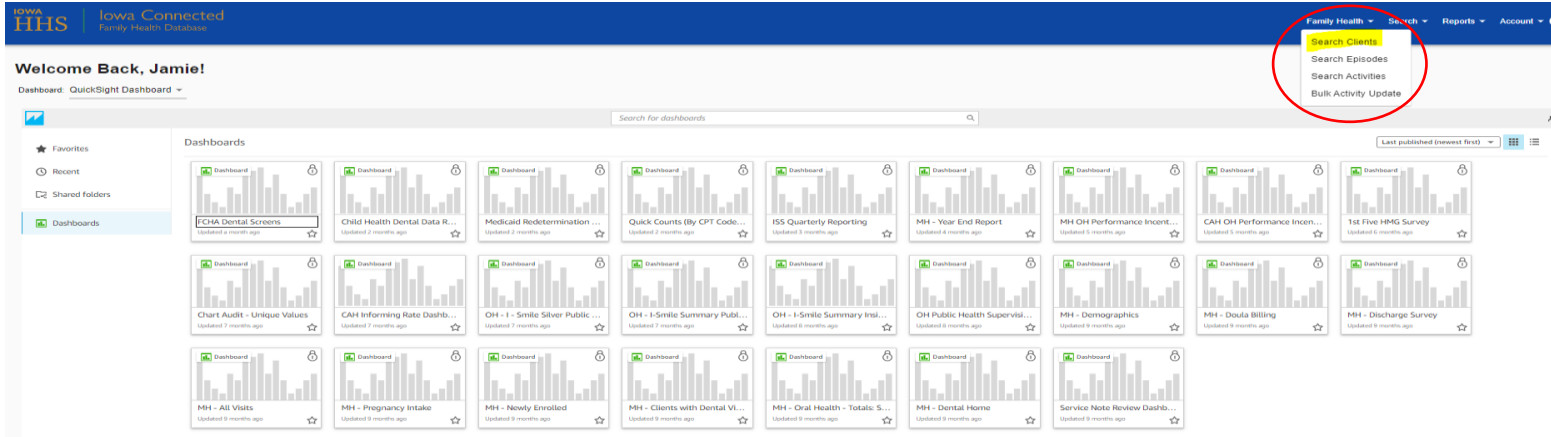 IOWA
HHS
Iowa Connected
Family Health Database
Family Health Search Reports Account
Search Clients
Search Episodes
Search Activities
Bulk Activity Update
Welcome Back, Jamie!
Dashboard: QuickSight Dashboard
Search for dashboards
Favorites
Recent
Shared folders
Dashboards
Dashboards
Last published (newest first)
Dashboard Dashboard Dashboard Dashboard Dashboard Dashboard Dashboard Dashboard Dashboard
FCHA Dental Screens Child Health Dental Data R... Medicaid Redetermination ... Quick Counts (By CPT Code... ISS Quarterly Reporting MH - Year End Report MH OH Performance Incent... CAH OH Performance Incen... 1st Five HMG Survey
Updated a month ago Updated 2 months ago Updated 2 months ago Updated 2 months ago Updated 3 months ago Updated 4 months ago Updated 5 months ago Updated 5 months ago Updated 6 months ago
Dashboard Dashboard Dashboard Dashboard Dashboard Dashboard Dashboard Dashboard Dashboard
Chart Audit - Unique Values CAH Informing Rate Dashb... OH - I - Smile Silver Public ... OH - I-Smile Summary Publ... OH - I-Smile Summary Insi... OH Public Health Supervisi... MH - Demographics MH - Doula Billing MH - Discharge Survey
Updated 7 months ago Updated 7 months ago Updated 7 months ago Updated 7 months ago Updated 6 months ago Updated 8 months ago Updated 9 months ago Updated 9 months ago Updated 9 months ago
Dashboard Dashboard Dashboard Dashboard Dashboard Dashboard Dashboard
MH - All Visits MH - Pregnancy Intake MH - Newly Enrolled MH - Clients with Dental Vi... MH - Oral Health - Totals: S... MH - Dental Home Service Note Review Dashb...
Updated 9 months ago Updated 9 months ago Updated 9 months ago Updated 9 months ago Updated 9 months ago Updated 9 months ago Updated 9 months ago